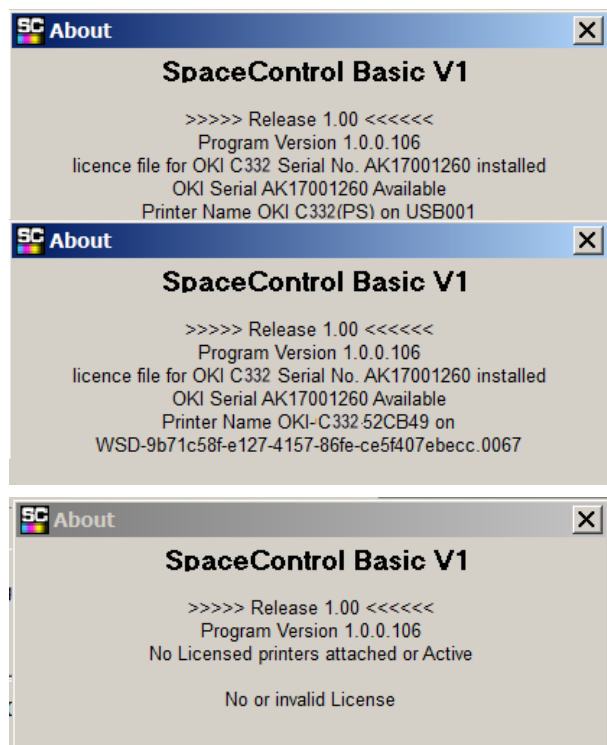 SC About
SpaceControl Basic V1
>>>>> Release 1.00 <<<<<<
Program Version 1.0.0.106
licence file for OKI C332 Serial No. AK17001260 installed
OKI Serial AK17001260 Available
Printer Name OKI C332(PS) on USB001
SC About
SpaceControl Basic V1
>>>>> Release 1.00 <<<<<<
Program Version 1.0.0.106
licence file for OKI C332 Serial No. AK17001260 installed
OKI Serial AK17001260 Available
Printer Name OKI-C332-52CB49 on
WSD-9b71c58f-e127-4157-86fe-ce5f407ebecc.0067
SC About
SpaceControl Basic V1
>>>>> Release 1.00 <<<<<<
Program Version 1.0.0.106
No Licensed printers attached or Active
No or invalid License